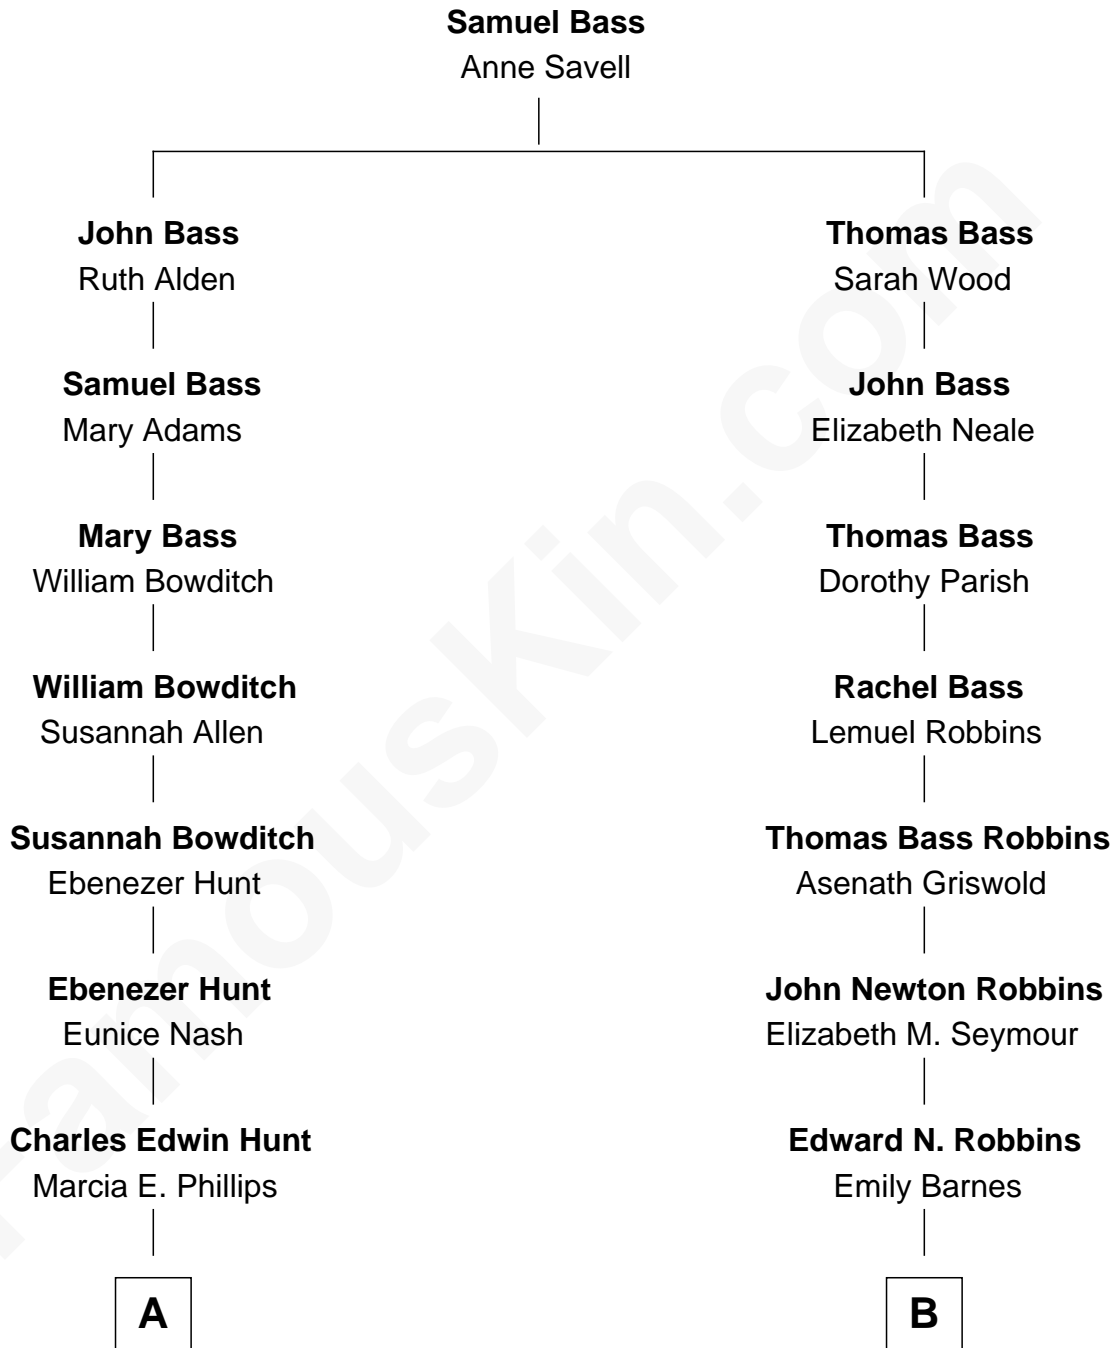 Samuel Bass
Anne Savell
John Bass
Ruth Alden
Thomas Bass
Sarah Wood
Samuel Bass
Mary Adams
John Bass
Elizabeth Neale
Mary Bass
William Bowditch
Thomas Bass
Dorothy Parish
William Bowditch
Susannah Allen
Rachel Bass
Lemuel Robbins
Susannah Bowditch
Ebenezer Hunt
Thomas Bass Robbins
Asenath Griswold
Ebenezer Hunt
Eunice Nash
John Newton Robbins
Elizabeth M. Seymour
Charles Edwin Hunt
Marcia E. Phillips
Edward N. Robbins
Emily Barnes
A
B
FamousKin.com